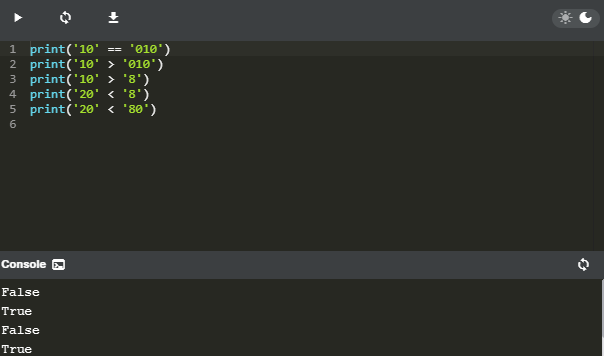 1 print('10' == '010')
2 print('10' > '010')
3 print('10' > '8')
4 print('20' < '8')
5 print('20' < '80')
6
Console
False
True
False
True